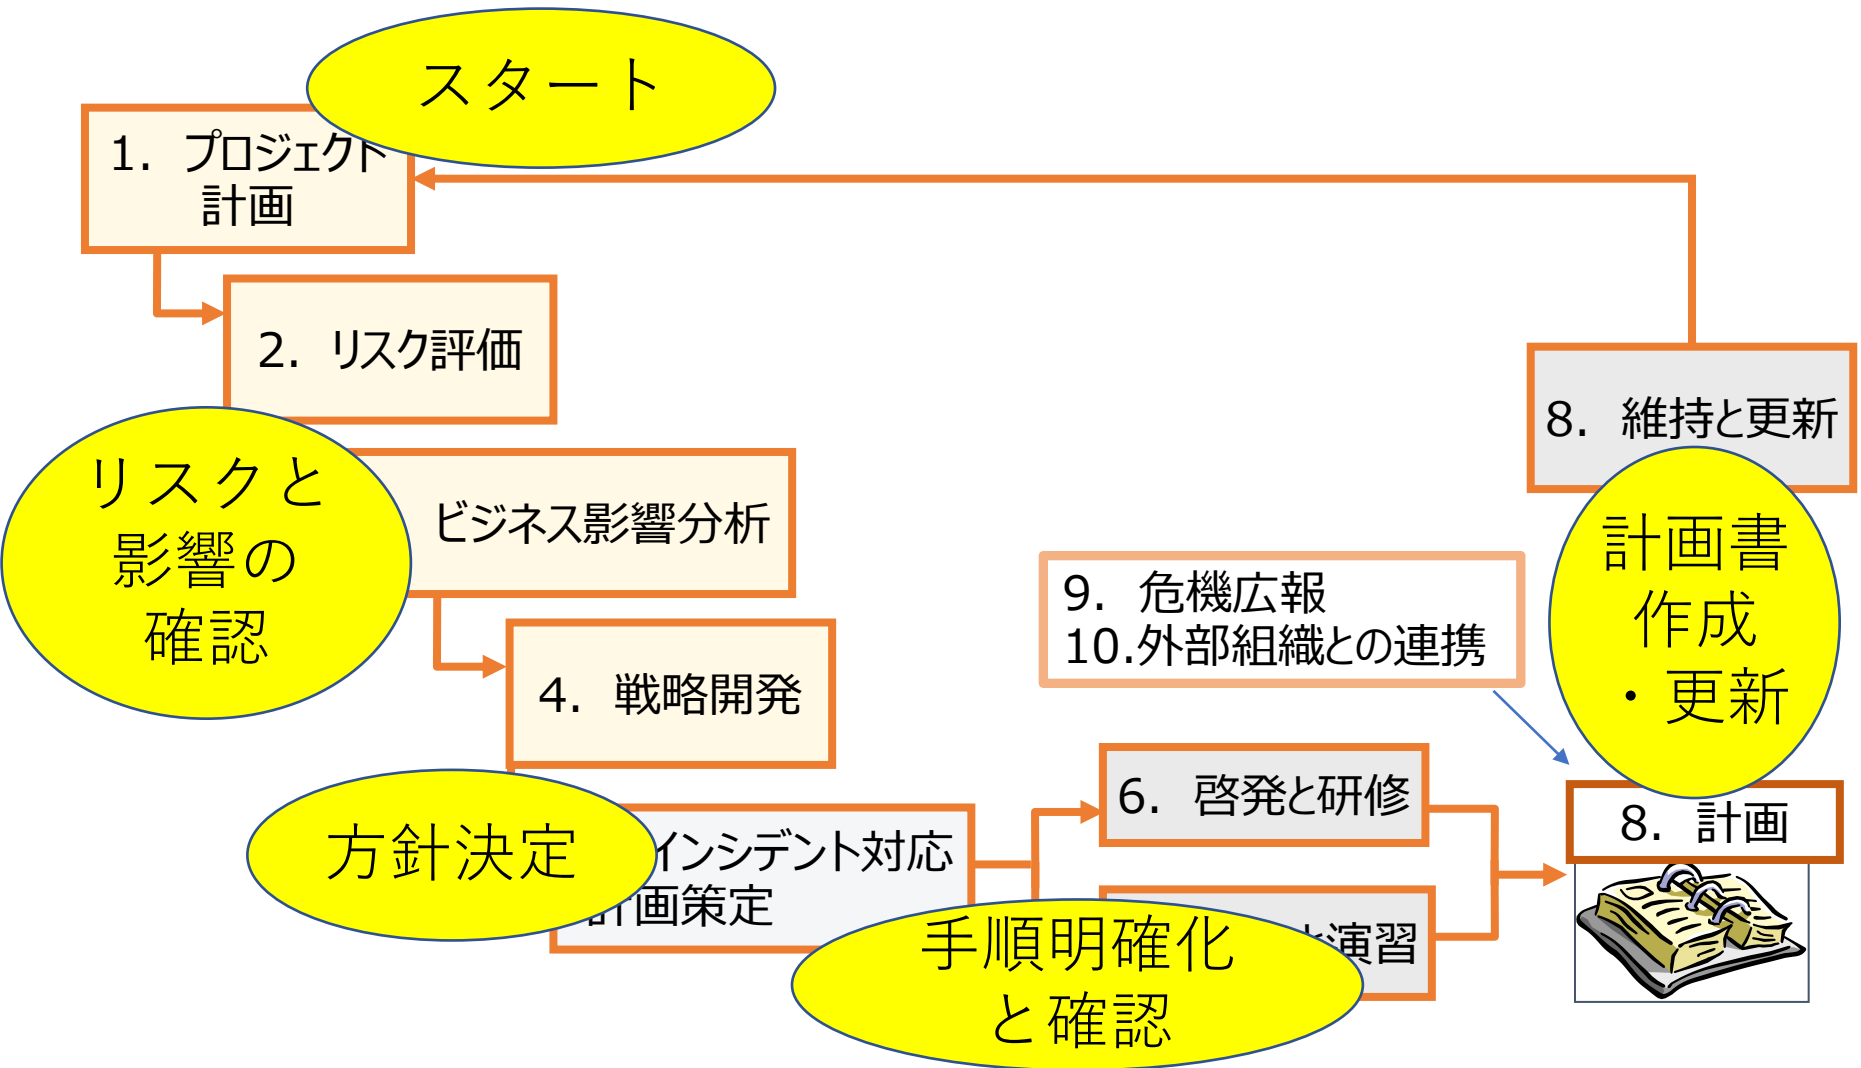 スタート
1. プロジェクト
計画
2. リスク評価
リスクと
影響の
確認
ビジネス影響分析
4. 戦略開発
方針決定
インシデント対応
計画策定
手順明確化
と確認
6. 啓発と研修
演習
9. 危機広報
10.外部組織との連携
8. 維持と更新
計画書
作成
・更新
8. 計画